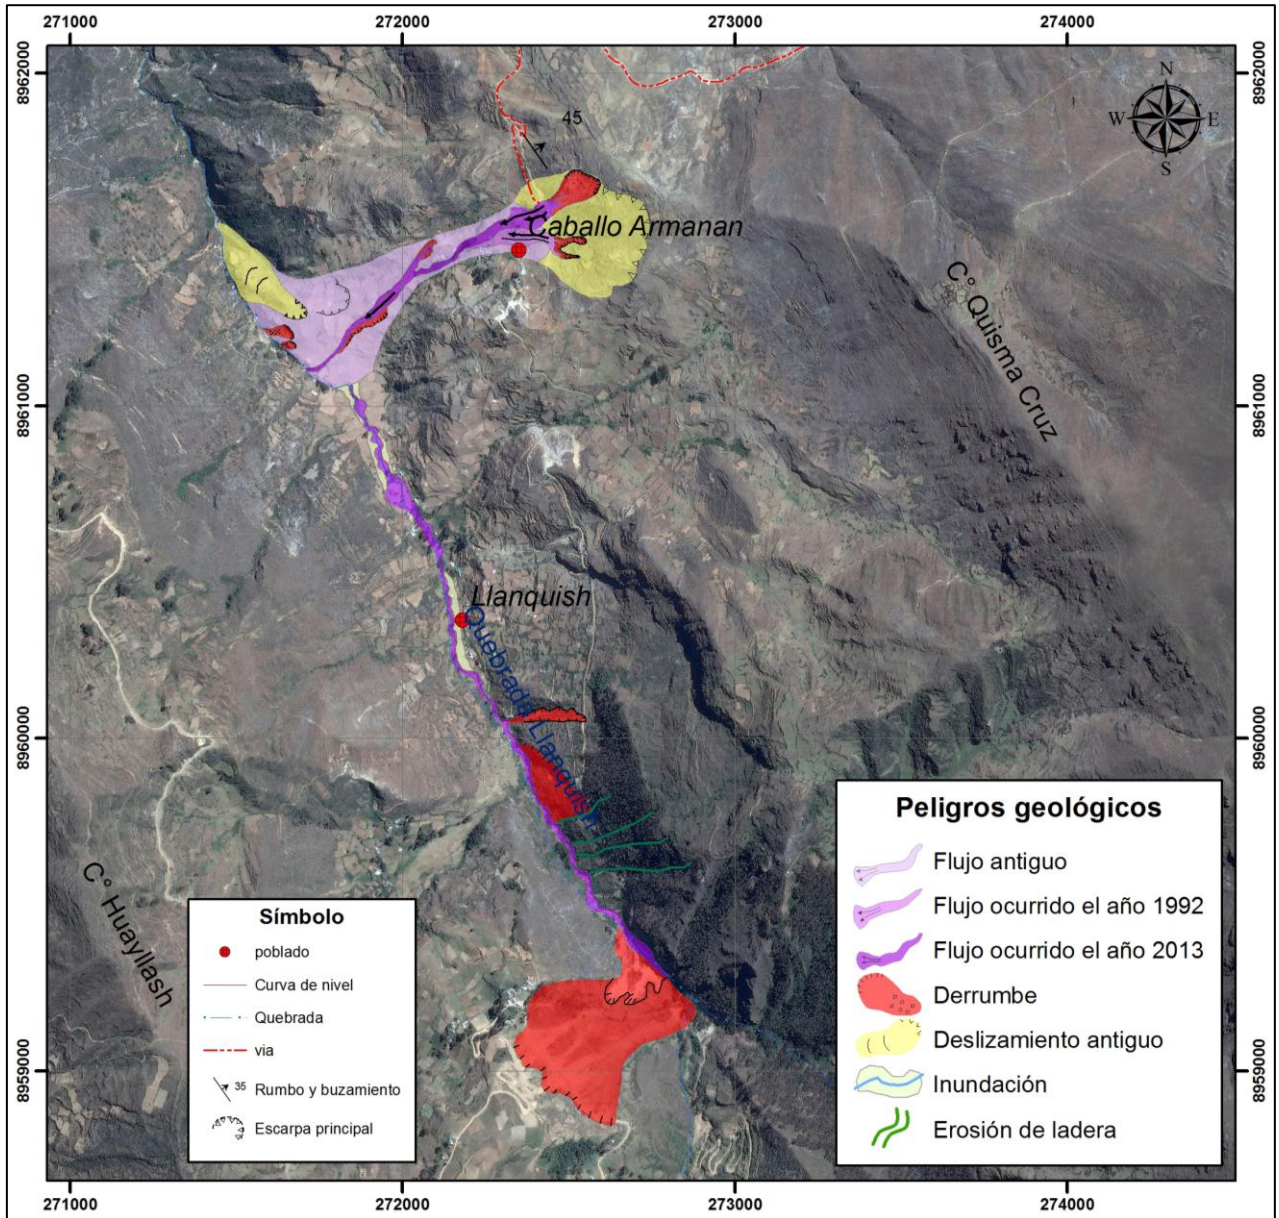 271000
272000
273000
274000
8962000
8962000
N
W
E
S
45
Caballo Armanan
C° Quisma Cruz
8961000
8961000
Llanquish
Quebrada Llanquish
8960000
8960000
C° Huayllash
8959000
8959000
Símbolo
poblado
Curva de nivel
Quebrada
via
35 Rumbo y buzamiento
Escarpa principal
Peligros geológicos
Flujo antiguo
Flujo ocurrido el año 1992
Flujo ocurrido el año 2013
Derrumbe
Deslizamiento antiguo
Inundación
Erosión de ladera
271000
272000
273000
274000